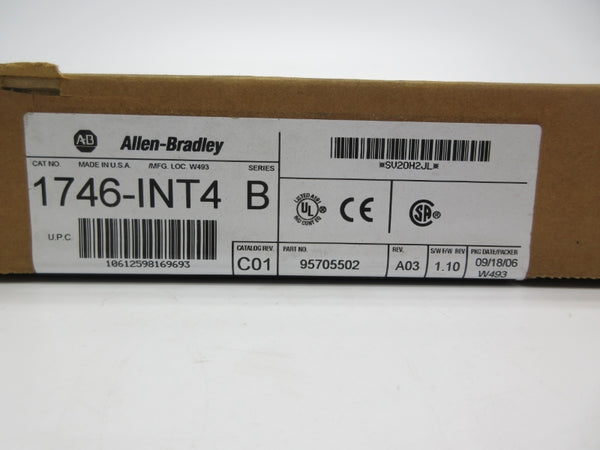 AB Allen-Bradley
CAT NO. MADE IN U.S.A. /MFG. LOC. W493 SERIES
1746-INT4 B
U.P.C.
10612598169693
*SV20H2JL*
LISTED A181
UL
IND CONT EQ
CE
SA
CATALOG REV.
C01
PART NO.
95705502
REV.
A03
S/W F/W REV
1.10
PKG DATE/PACKER
09/18/06
W493